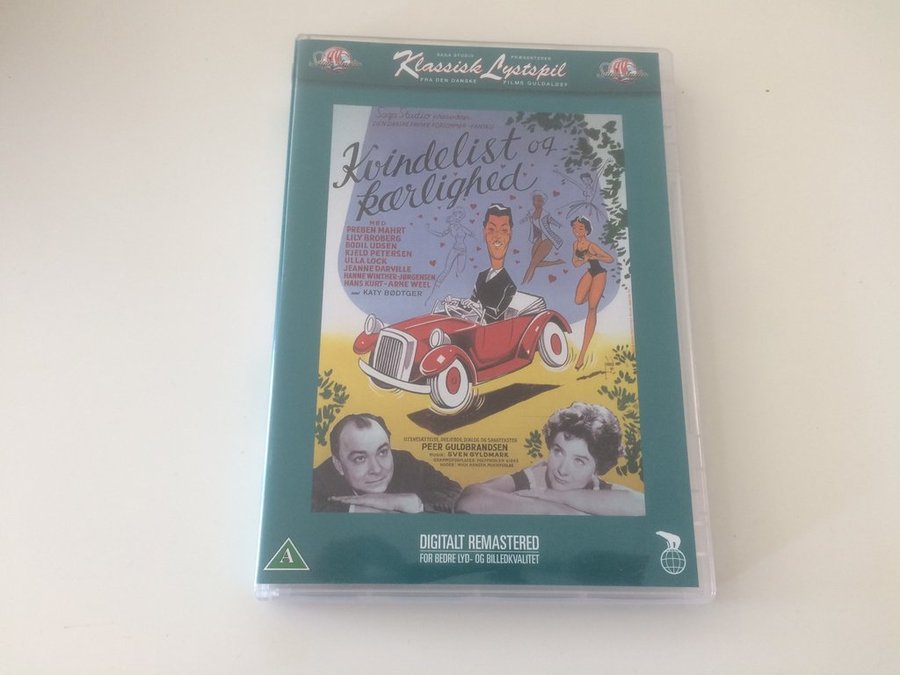 SAGA STUDIO PRÆSENTERER
Klassisk Lystspil
FRA DEN DANSKE FILMS GULDALDER
Saga Studio
Kvindelist og
kærlighed
MED
PREBEN MAHRT
LILY BROBERG
BODIL UDSEN
KJELD PETERSEN
ULLA LOCK
JEANNE DARVILLE
HANNE WINTHER-JØRGENSEN
HANS KURT - ARNE WEEL
KATY BØDTGER
PEER GULDBRANDSEN
MUSIK: SVEN GYLDMARK
DIGITALT REMASTERED
FOR BEDRE LYD- OG BILLEDKVALITET
A